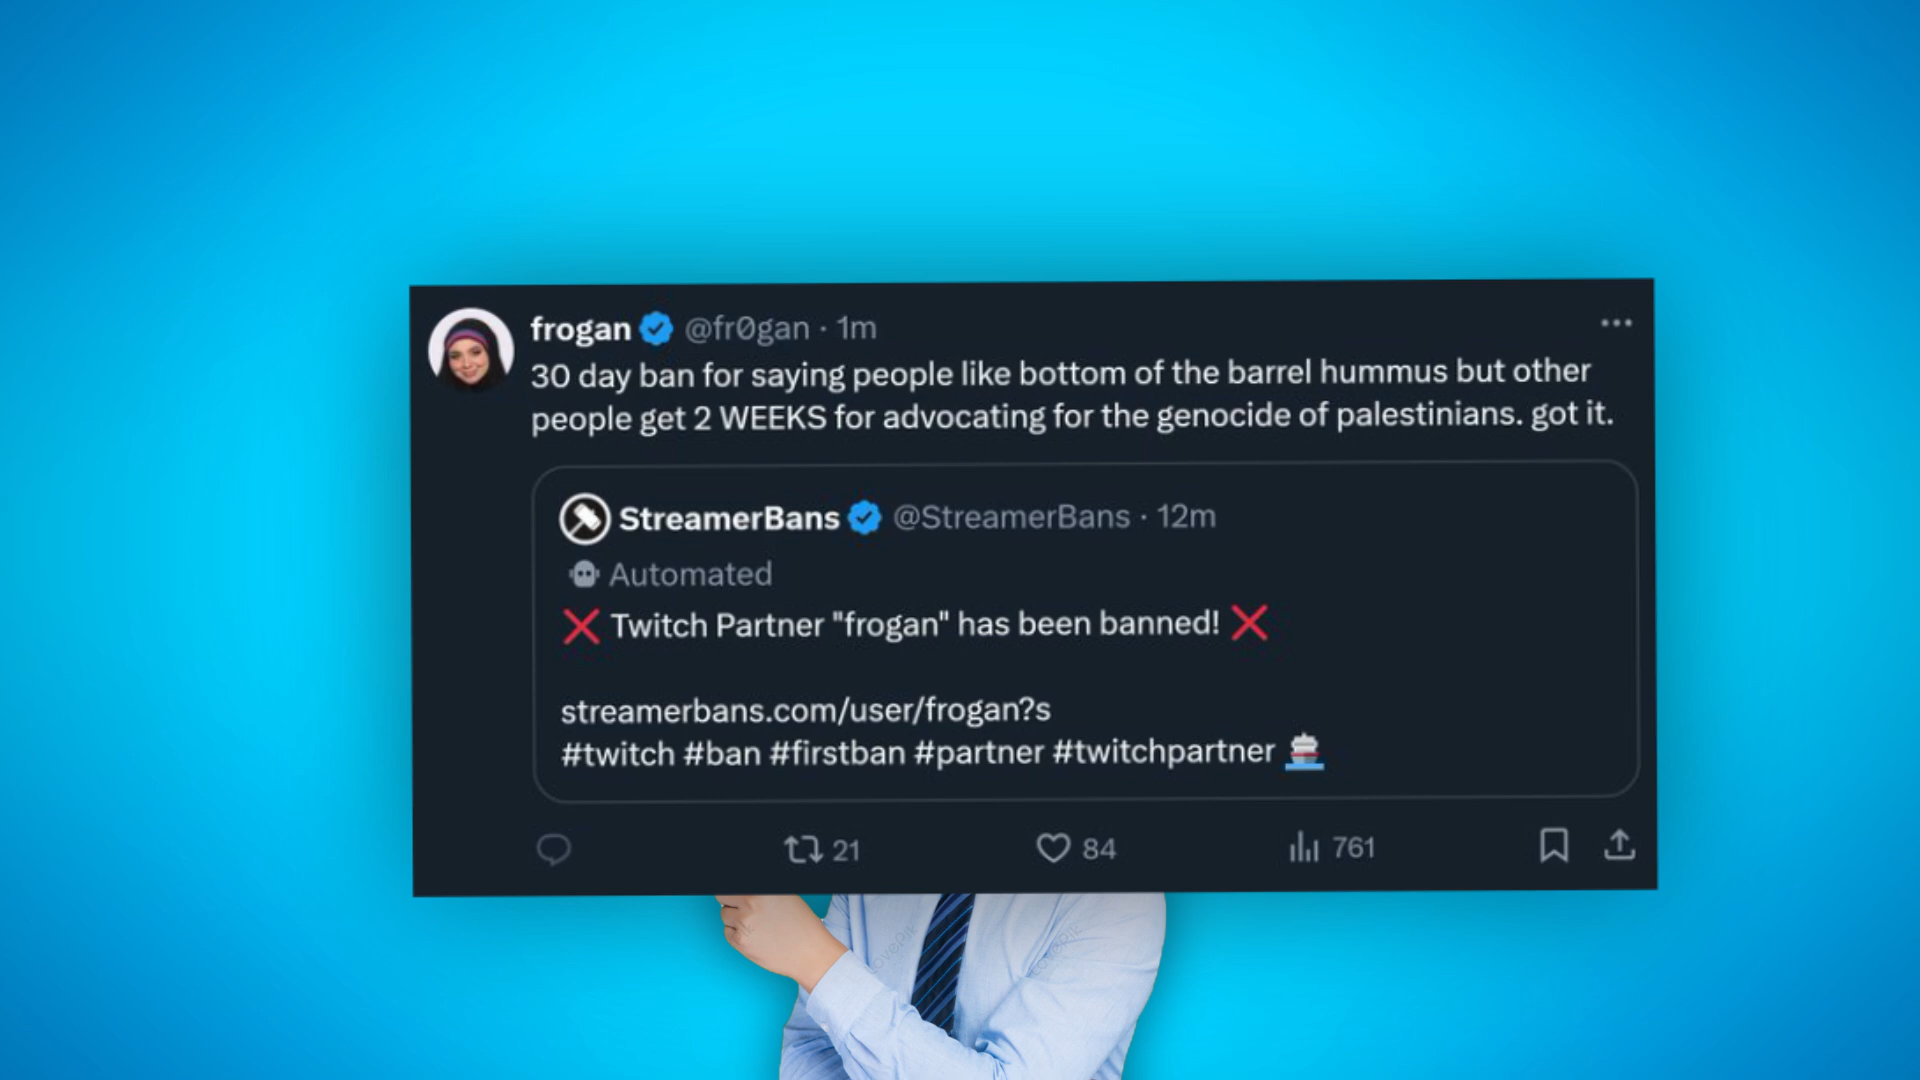 frogan @fr0gan · 1m
30 day ban for saying people like bottom of the barrel hummus but other
people get 2 WEEKS for advocating for the genocide of palestinians. got it.
StreamerBans @StreamerBans · 12m
Automated
❌ Twitch Partner "frogan" has been banned! ❌
streamerbans.com/user/frogan?s
#twitch #ban #firstban #partner #twitchpartner 🚢
21 84 761